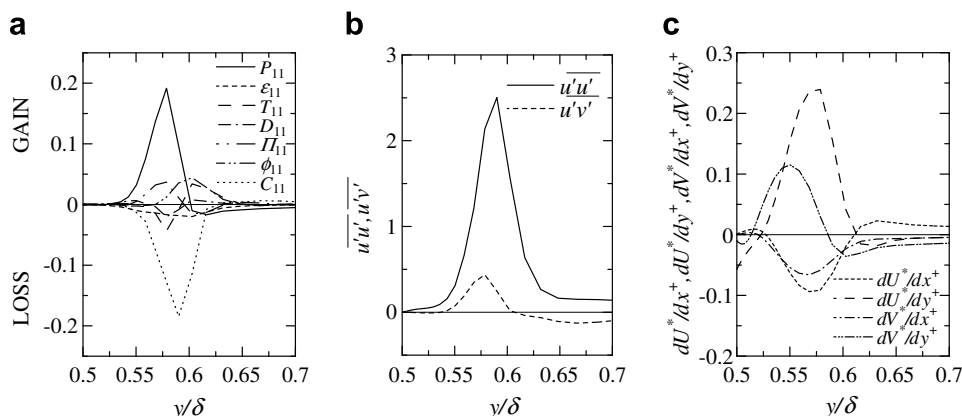 a
GAIN
LOSS
0.2
0.1
0
-0.1
-0.2
P₁₁
ε₁₁
T₁₁
D₁₁
Π₁₁
ϕ₁₁
C₁₁
0.5 0.55 0.6 0.65 0.7
y/δ
b
u'u', u'v'
3
2
1
0
u'u'
u'v'
0.5 0.55 0.6 0.65 0.7
y/δ
c
dU*/dx⁺, dU*/dy⁺, dV*/dx⁺, dV*/dy⁺
0.3
0.2
0.1
0
-0.1
0.2
dU*/dx⁺
dU*/dy⁺
dV*/dx⁺
dV*/dy⁺
0.5 0.55 0.6 0.65 0.7
y/δ